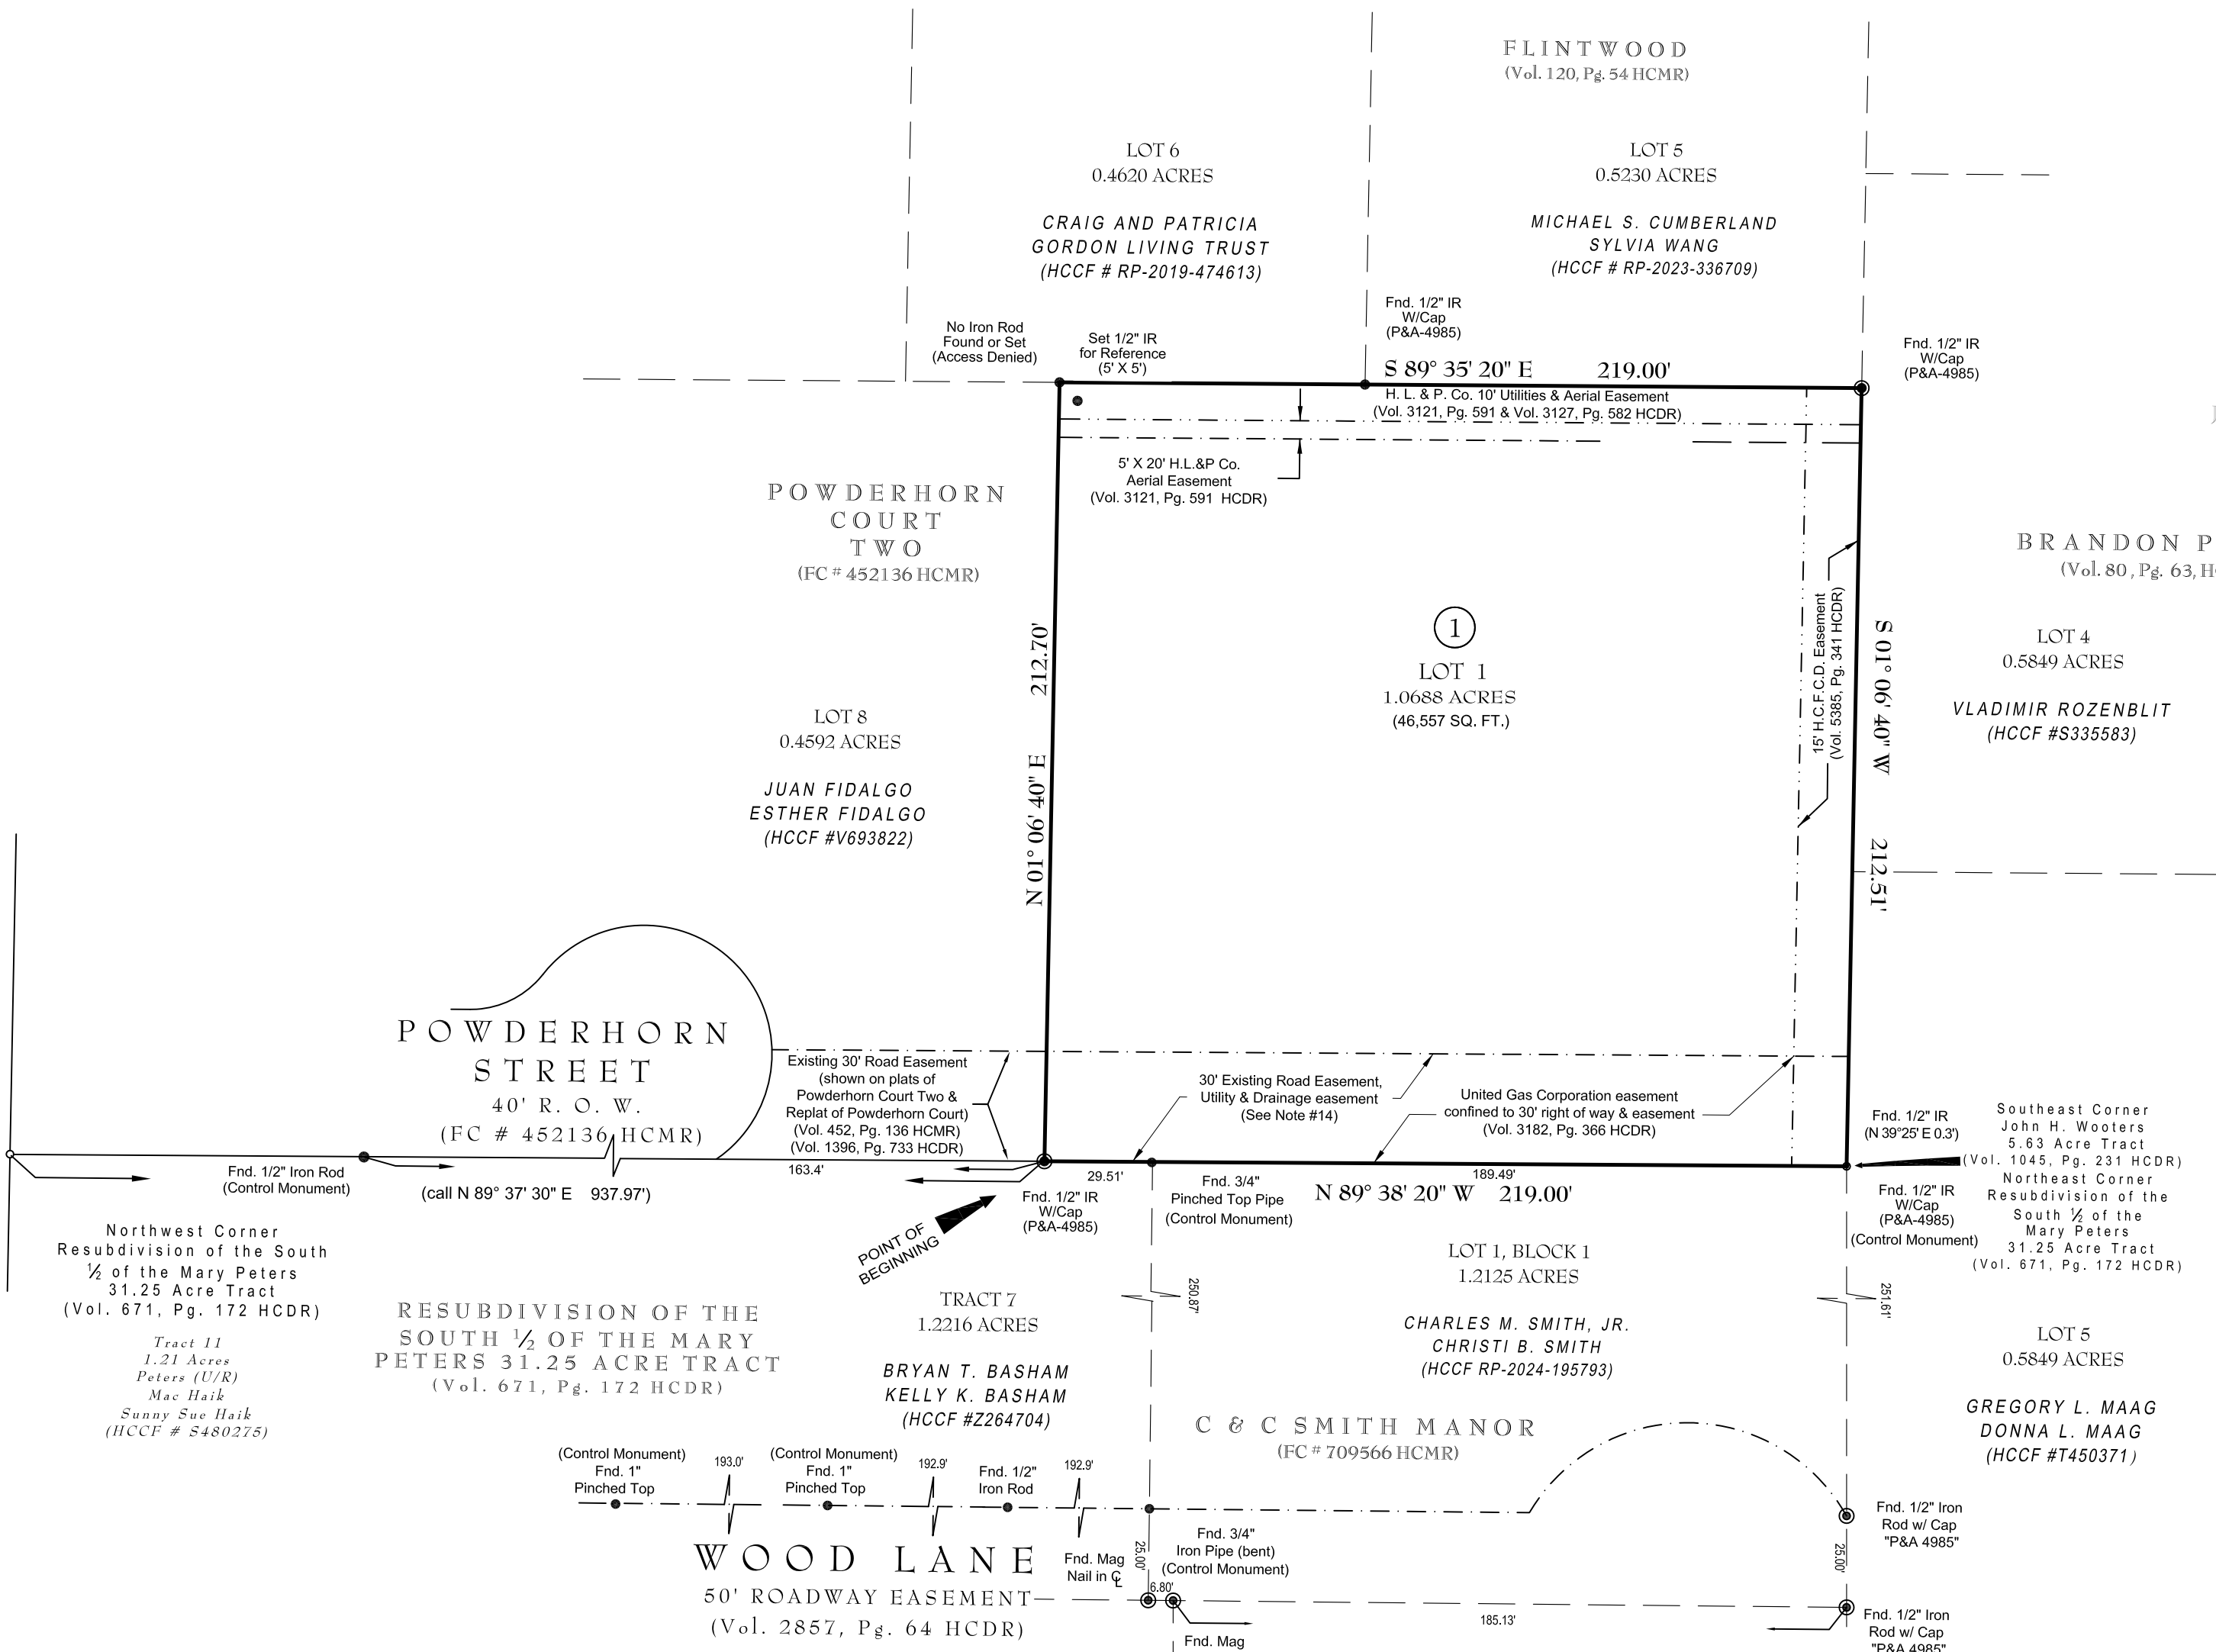 FLINTWOOD
(Vol. 120, Pg. 54 HCMR)
LOT 6
0.4620 ACRES
CRAIG AND PATRICIA
GORDON LIVING TRUST
(HCCF # RP-2019-474613)
LOT 5
0.5230 ACRES
MICHAEL S. CUMBERLAND
SYLVIA WANG
(HCCF # RP-2023-336709)
No Iron Rod
Found or Set
(Access Denied)
Set 1/2" IR
for Reference
(5' X 5')
Fnd. 1/2" IR
W/Cap
(P&A-4985)
S 89° 35' 20" E 219.00'
Fnd. 1/2" IR
W/Cap
(P&A-4985)
H. L. & P. Co. 10' Utilities & Aerial Easement
(Vol. 3121, Pg. 591 & Vol. 3127, Pg. 582 HCDR)
5' X 20' H.L.&P Co.
Aerial Easement
(Vol. 3121, Pg. 591 HCDR)
POWDERHORN
COURT
TWO
(FC # 452136 HCMR)
BRANDON P
(Vol. 80, Pg. 63, H
N 01° 06' 40" E 212.70'
1
LOT 1
1.0688 ACRES
(46,557 SQ. FT.)
15' H.C.F.C.D. Easement
(Vol. 5385, Pg. 341 HCDR)
S 01° 06' 40" W 212.51'
LOT 4
0.5849 ACRES
VLADIMIR ROZENBLIT
(HCCF #S335583)
LOT 8
0.4592 ACRES
JUAN FIDALGO
ESTHER FIDALGO
(HCCF #V693822)
POWDERHORN
STREET
40' R. O. W.
(FC # 452136 HCMR)
Existing 30' Road Easement
(shown on plats of
Powderhorn Court Two &
Replat of Powderhorn Court)
(Vol. 452, Pg. 136 HCMR)
(Vol. 1396, Pg. 733 HCDR)
30' Existing Road Easement,
Utility & Drainage easement
(See Note #14)
United Gas Corporation easement
confined to 30' right of way & easement
(Vol. 3182, Pg. 366 HCDR)
Fnd. 1/2" IR
(N 39°25' E 0.3')
Southeast Corner
John H. Wooters
5.63 Acre Tract
(Vol. 1045, Pg. 231 HCDR)
Northeast Corner
Resubdivision of the
South ½ of the
Mary Peters
31.25 Acre Tract
(Vol. 671, Pg. 172 HCDR)
Fnd. 1/2" Iron Rod
(Control Monument)
(call N 89° 37' 30" E 937.97')
163.4'
29.51'
189.49'
Fnd. 1/2" IR
W/Cap
(P&A-4985)
Fnd. 3/4"
Pinched Top Pipe
(Control Monument)
N 89° 38' 20" W 219.00'
Fnd. 1/2" IR
W/Cap
(P&A-4985)
(Control Monument)
POINT OF
BEGINNING
Northwest Corner
Resubdivision of the South
½ of the Mary Peters
31.25 Acre Tract
(Vol. 671, Pg. 172 HCDR)
Tract 11
1.21 Acres
Peters (U/R)
Mac Haik
Sunny Sue Haik
(HCCF # S480275)
RESUBDIVISION OF THE
SOUTH ½ OF THE MARY
PETERS 31.25 ACRE TRACT
(Vol. 671, Pg. 172 HCDR)
TRACT 7
1.2216 ACRES
BRYAN T. BASHAM
KELLY K. BASHAM
(HCCF #Z264704)
250.87'
LOT 1, BLOCK 1
1.2125 ACRES
CHARLES M. SMITH, JR.
CHRISTI B. SMITH
(HCCF RP-2024-195793)
251.61'
C & C SMITH MANOR
(FC # 709566 HCMR)
LOT 5
0.5849 ACRES
GREGORY L. MAAG
DONNA L. MAAG
(HCCF #T450371)
(Control Monument)
Fnd. 1"
Pinched Top
193.0'
(Control Monument)
Fnd. 1"
Pinched Top
192.9'
Fnd. 1/2"
Iron Rod
192.9'
Fnd. 1/2" Iron
Rod w/ Cap
"P&A 4985"
WOOD LANE
50' ROADWAY EASEMENT
(Vol. 2857, Pg. 64 HCDR)
Fnd. Mag
Nail in ℄
25.00'
Fnd. 3/4"
Iron Pipe (bent)
(Control Monument)
6.80'
25.00'
185.13'
Fnd. Mag
Fnd. 1/2" Iron
Rod w/ Cap
"P&A 4985"